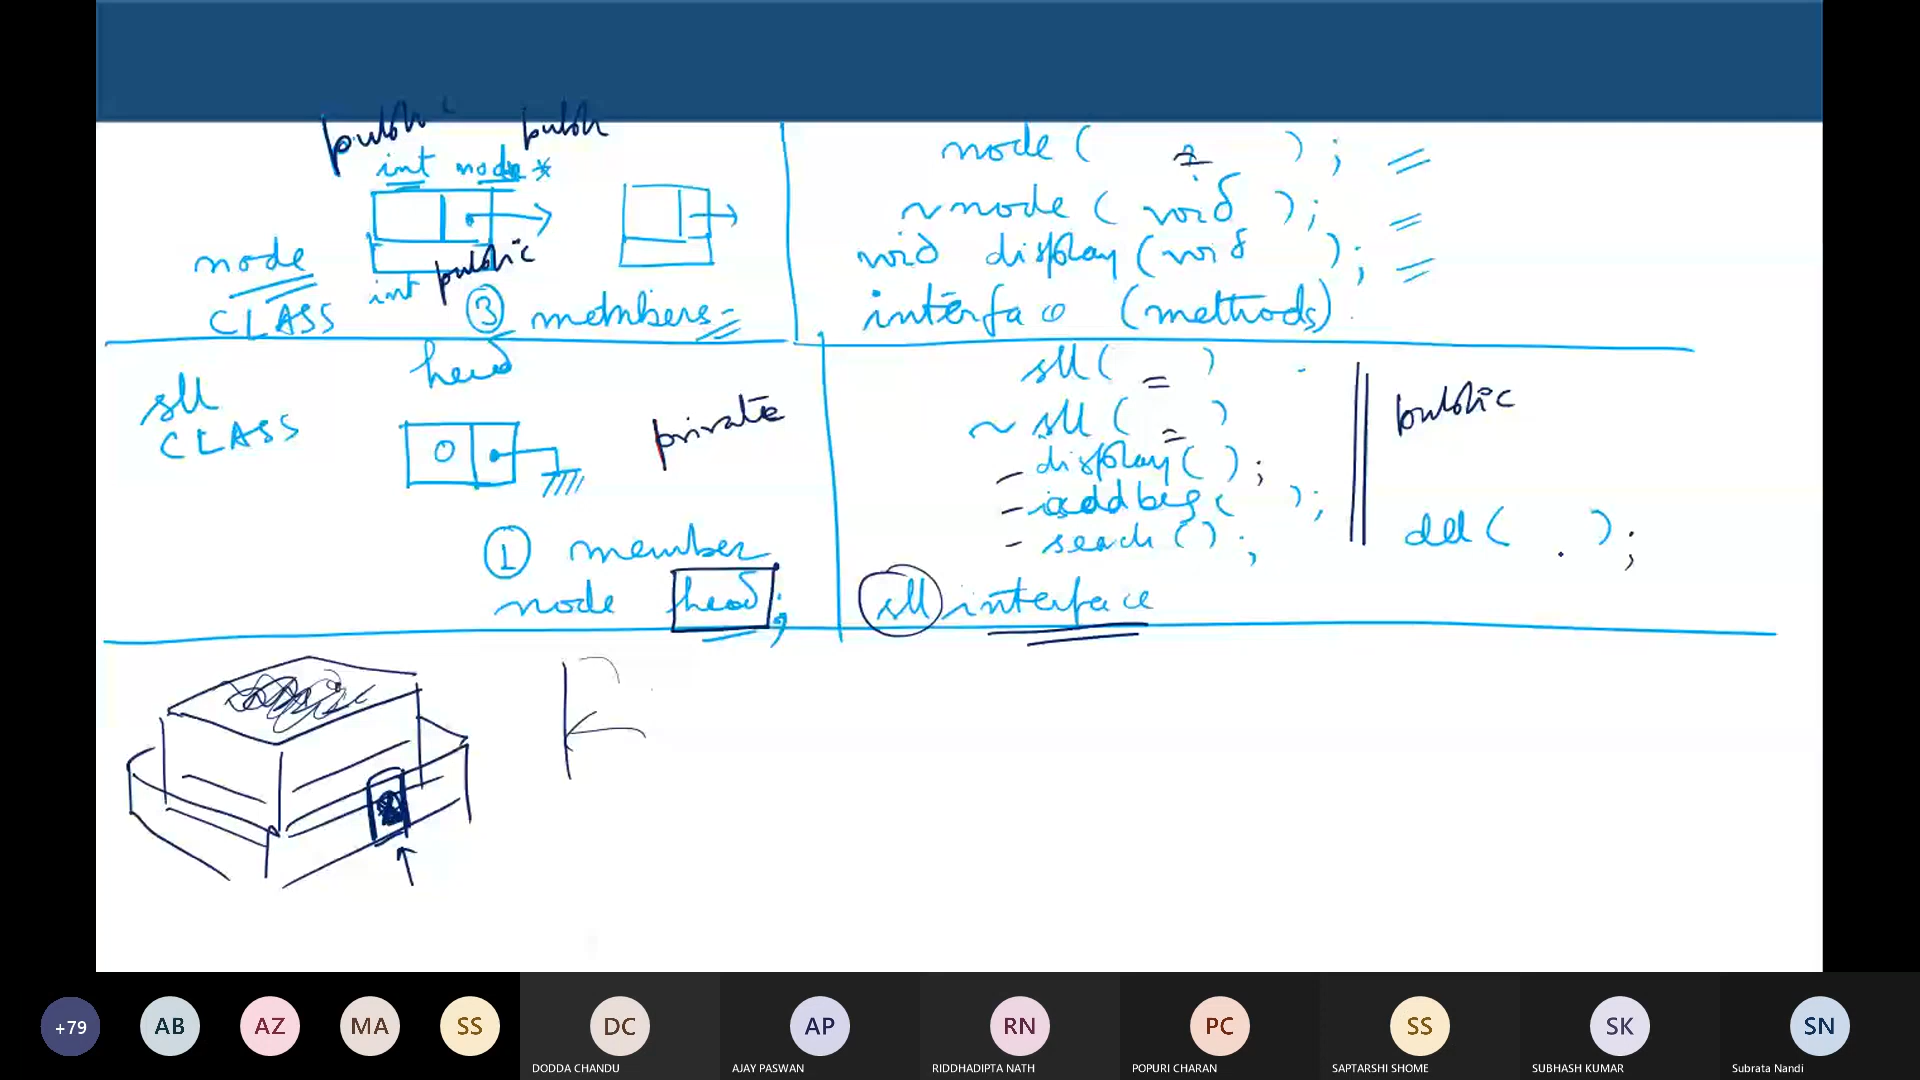 public
int node *
node
CLASS
int public
③ members
node ( );
~node ( void );
void display (void );
interface (methods)
sll
CLASS
head
0
private
① member
node head;
sll ( )
~ sll ( )
- display ( );
- addbeg ( );
- search ( );
public
del ( . );
sll interface
+79
AB
AZ
MA
SS
DC
AP
RN
PC
SS
SK
SN
DODDA CHANDU
AJAY PASWAN
RIDDHADIPTA NATH
POPURI CHARAN
SAPTARSHI SHOME
SUBHASH KUMAR
Subrata Nandi